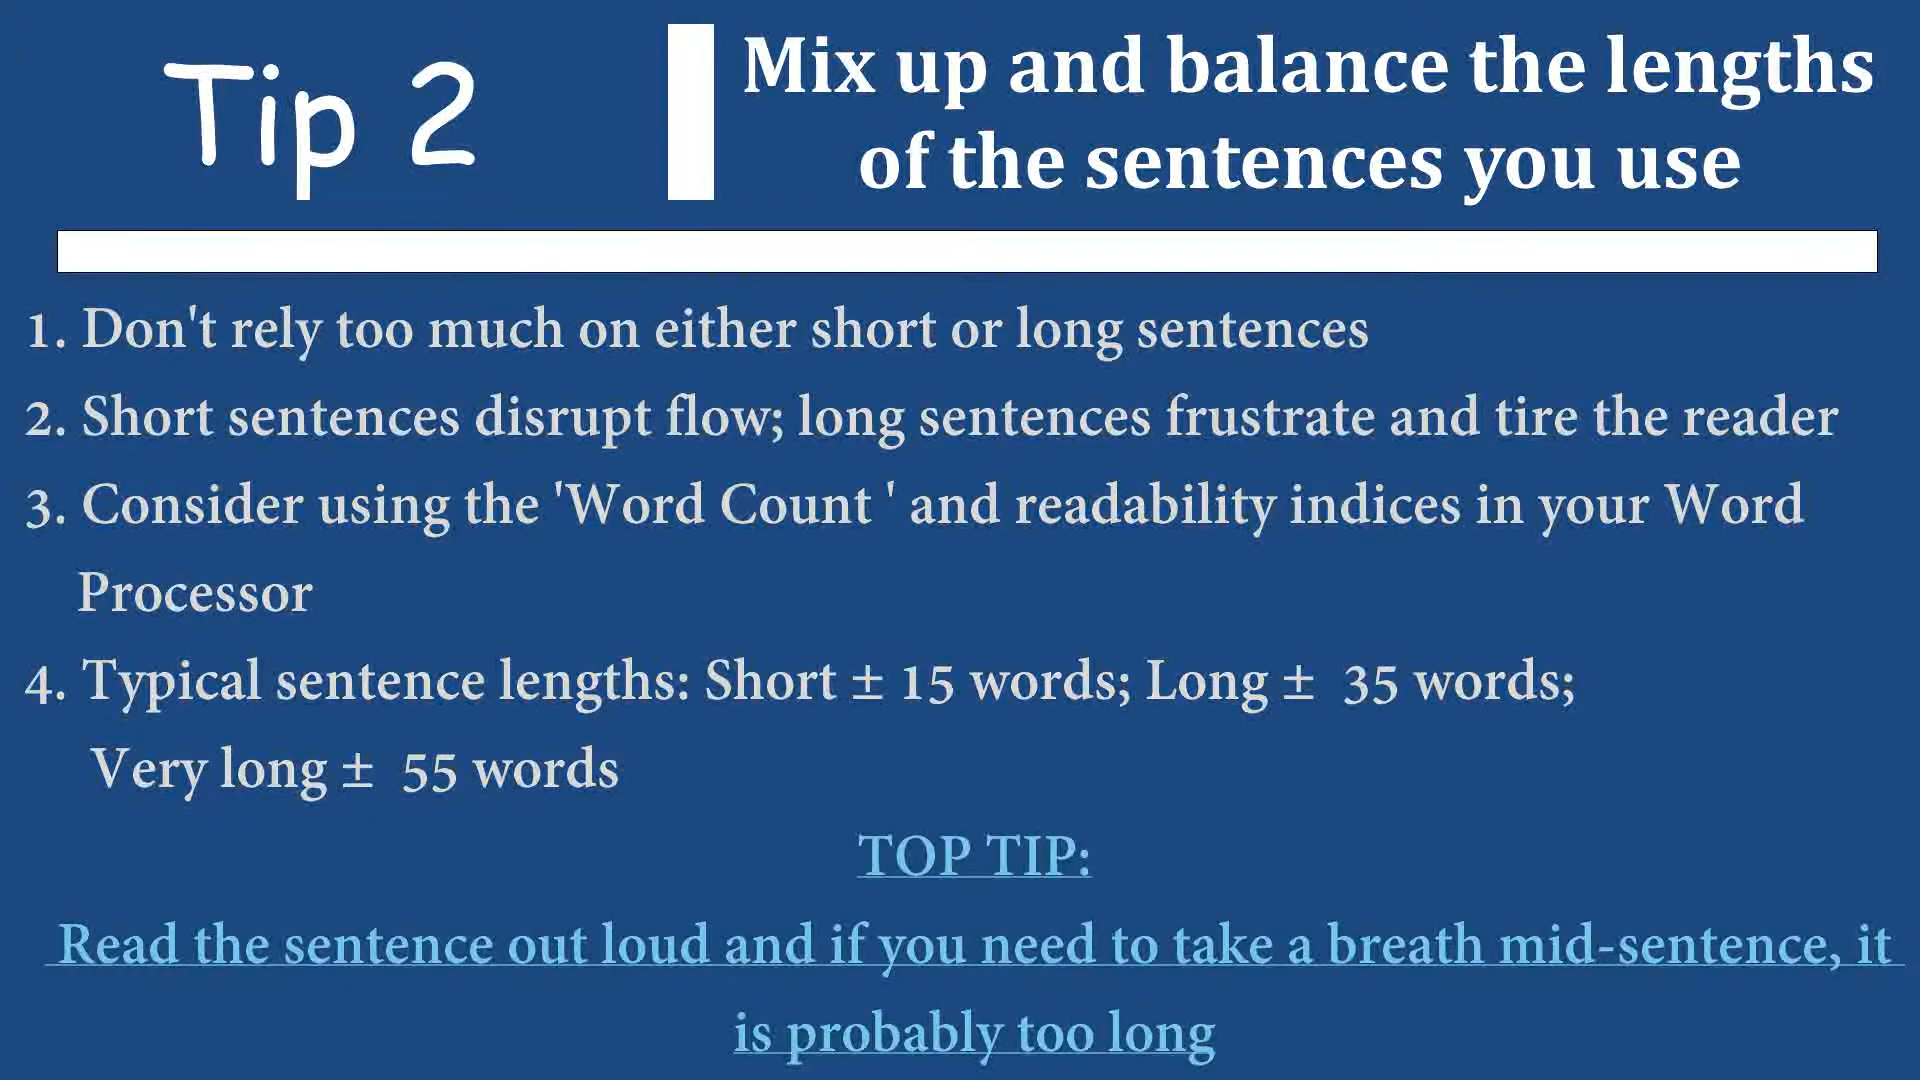 Tip 2
Mix up and balance the lengths
of the sentences you use
1. Don't rely too much on either short or long sentences
2. Short sentences disrupt flow; long sentences frustrate and tire the reader
3. Consider using the 'Word Count ' and readability indices in your Word
Processor
4. Typical sentence lengths: Short ± 15 words; Long ± 35 words;
Very long ± 55 words
TOP TIP:
Read the sentence out loud and if you need to take a breath mid-sentence, it
is probably too long